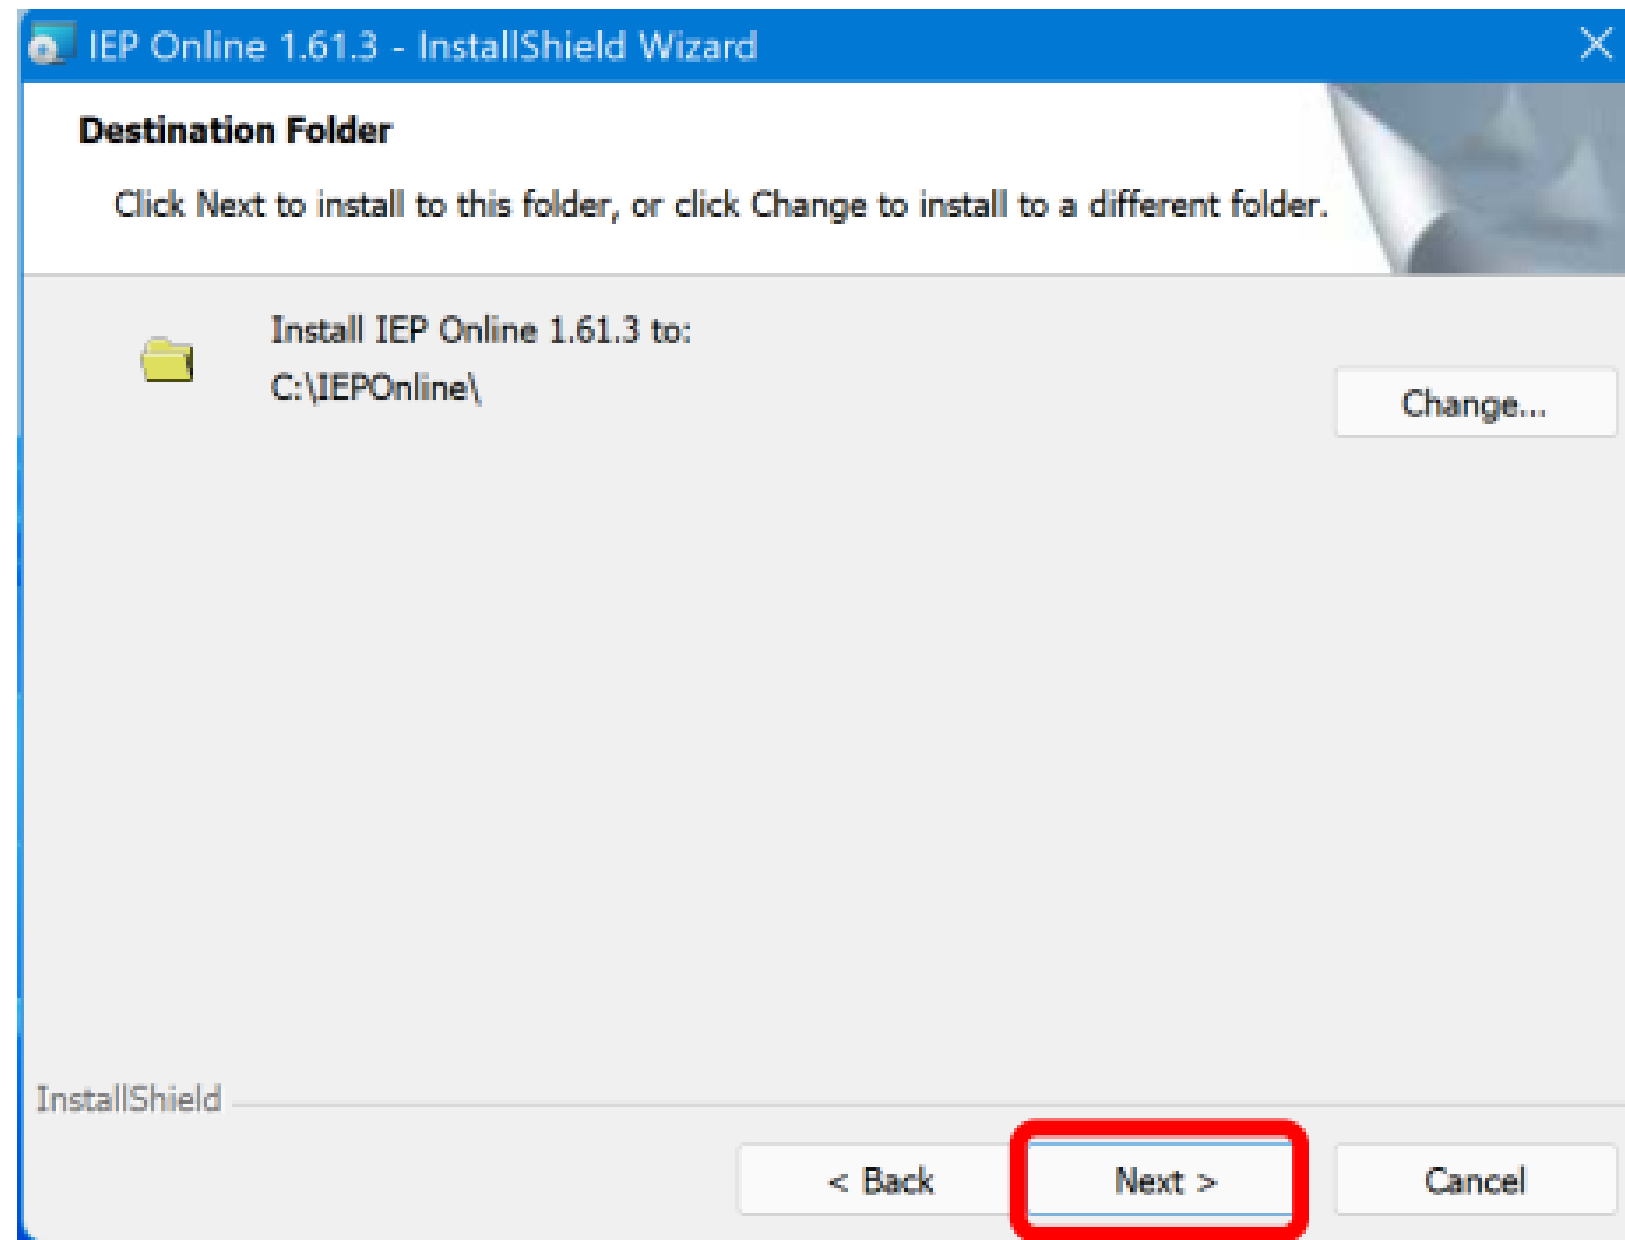 IEP Online 1.61.3 - InstallShield Wizard
Destination Folder
Click Next to install to this folder, or click Change to install to a different folder.
Install IEP Online 1.61.3 to:
C:\IEPOnline\
Change...
InstallShield
< Back
Next >
Cancel